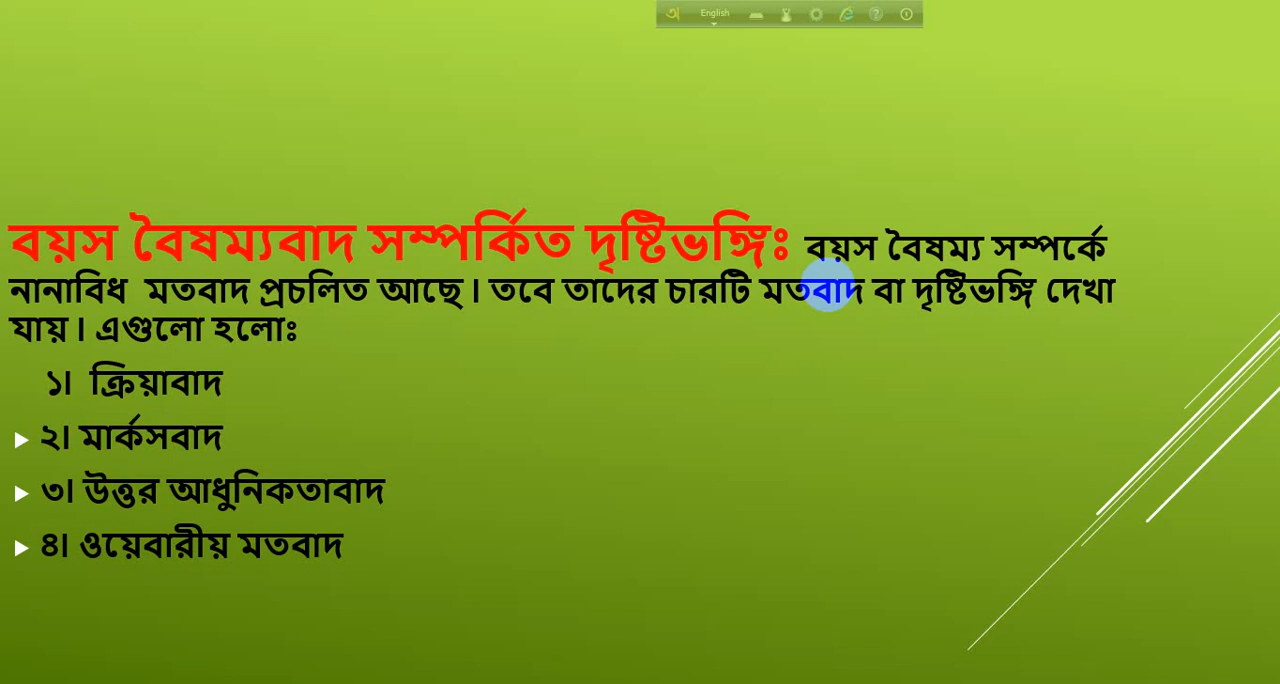 English
বয়স বৈষম্যবাদ সম্পর্কিত দৃষ্টিভঙ্গিঃ বয়স বৈষম্য সম্পর্কে
নানাবিধ মতবাদ প্রচলিত আছে । তবে তাদের চারটি মতবাদ বা দৃষ্টিভঙ্গি দেখা
যায় । এগুলো হলোঃ
১। ক্রিয়াবাদ
২। মার্কসবাদ
৩। উত্তর আধুনিকতাবাদ
৪। ওয়েবারীয় মতবাদ